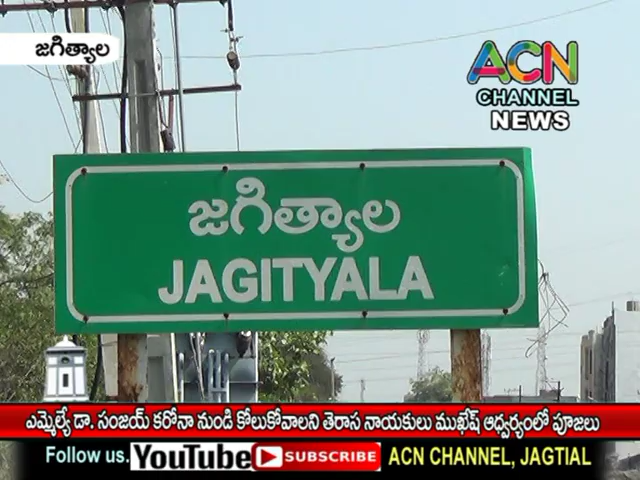 జగిత్యాల
ACN
CHANNEL
NEWS
జగిత్యాల
JAGITYALA
ఎమ్మెల్యే డా. సంజయ్ కరోనా నుండి కోలుకోవాలని తెరాస నాయకులు ముఖేష్ ఆధ్వర్యంలో పూజలు
Follow us. YouTube SUBSCRIBE ACN CHANNEL, JAGTIAL